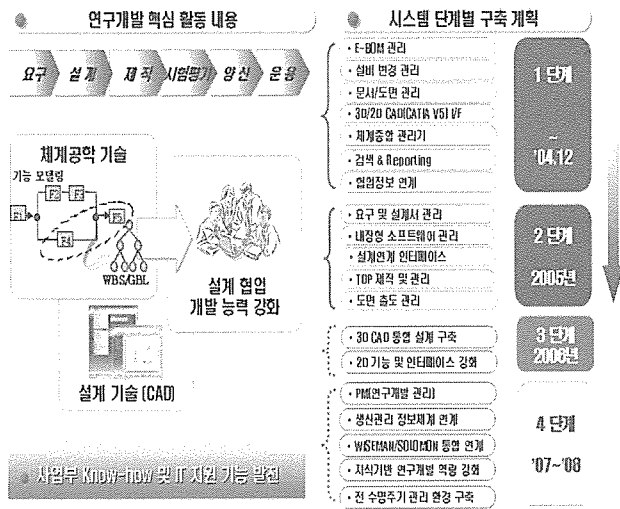 연구개발 핵심 활동 내용
요구 설계 제작 시험평가 양산 운용
체계공학 기술
기능 모델링
F1
F2
F3
F4
F5
WBS/GBL
설계 협업
개발 능력 강화
설계 기술 (CAD)
사업부 Know-how 및 IT 지원 기능 발전
시스템 단계별 구축 계획
• E-BOM 관리
• 설비 변경 관리
• 문서/도면 관리
• 3D/2D CAD(CATIA V5) I/F
• 체계종합 관리기
• 검색 & Reporting
• 협업정보 연계
1 단계
~
'04.12
• 요구 및 설계서 관리
• 내장형 소프트웨어 관리
• 설계연계 인터페이스
• TDP 제작 및 관리
• 도면 출도 관리
2 단계
2005년
• 3D CAD 통합 설계 구축
• 2D 기능 및 인터페이스 강화
3 단계
2006년
• PM(연구개발 관리)
• 생산관리 정보체계 연계
• WISEMAN/SOLOMON 통합 연계
• 지식기반 연구개발 역량 강화
• 전 수명주기 관리 환경 구축
4 단계
'07~'08